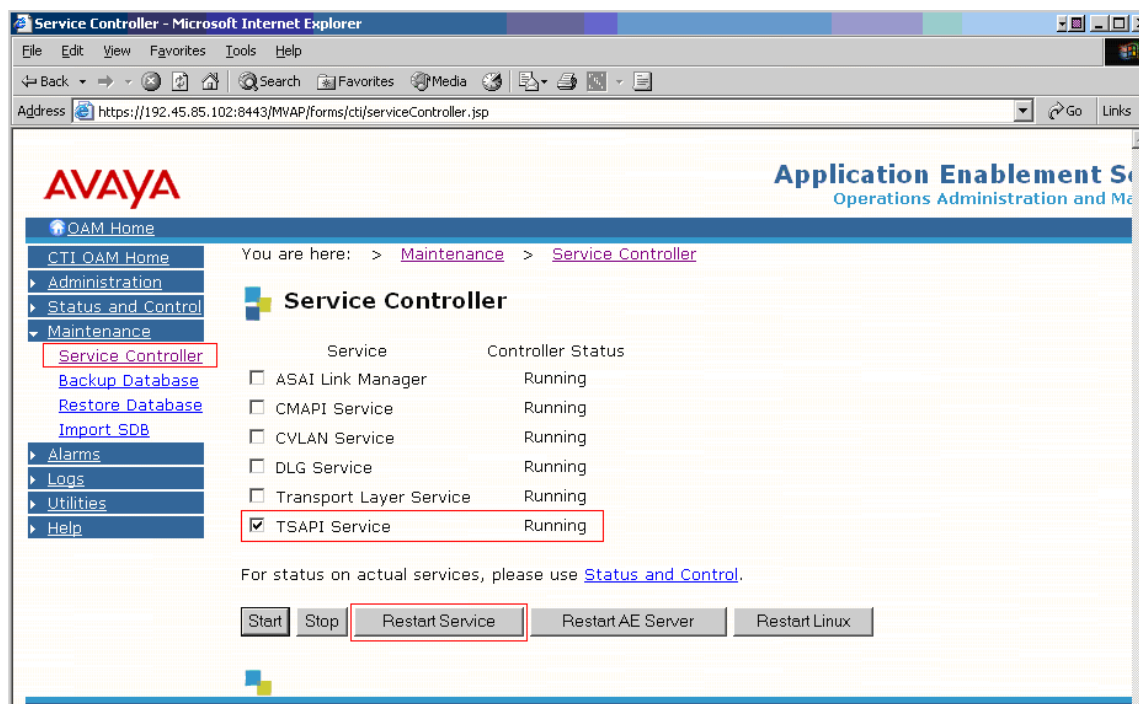 Service Controller - Microsoft Internet Explorer
File Edit View Favorites Tools Help
Back Search Favorites Media
Address https://192.45.85.102:8443/MVAP/forms/cti/serviceController.jsp Go Links
AVAYA
Application Enablement Se
Operations Administration and Ma
OAM Home
CTI OAM Home
Administration
Status and Control
Maintenance
Service Controller
Backup Database
Restore Database
Import SDB
Alarms
Logs
Utilities
Help
You are here: > Maintenance > Service Controller
Service Controller
Service Controller Status
ASAI Link Manager Running
CMAPI Service Running
CVLAN Service Running
DLG Service Running
Transport Layer Service Running
TSAPI Service Running
For status on actual services, please use Status and Control.
Start Stop Restart Service Restart AE Server Restart Linux